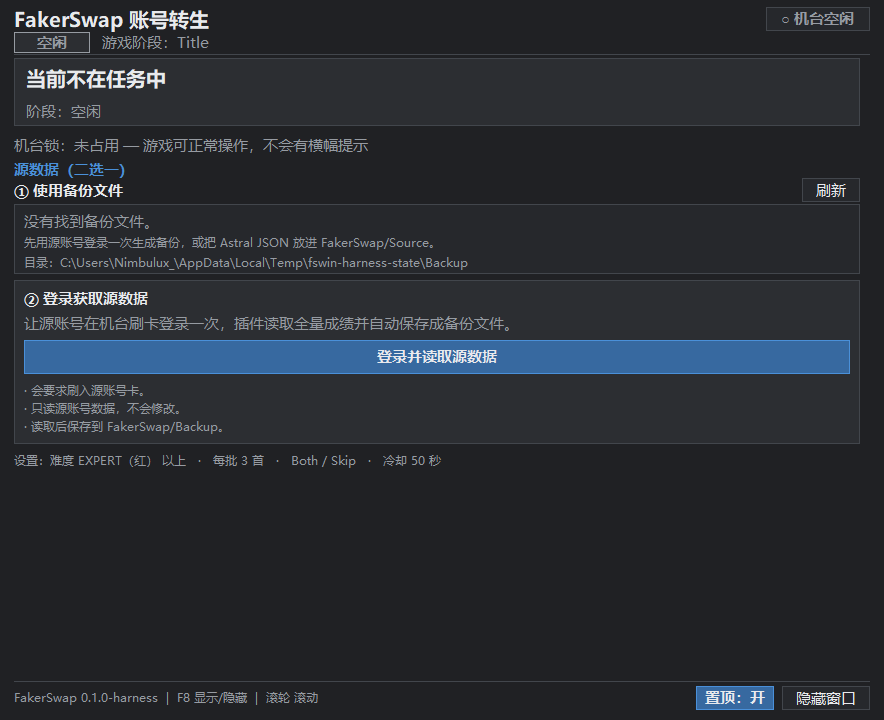 FakerSwap 账号转生
○ 机台空闲
空闲 游戏阶段：Title
当前不在任务中
阶段：空闲
机台锁：未占用 — 游戏可正常操作，不会有横幅提示
源数据（二选一）
① 使用备份文件
刷新
没有找到备份文件。
先用源账号登录一次生成备份，或把 Astral JSON 放进 FakerSwap/Source。
目录：C:\Users\Nimbulux_\AppData\Local\Temp\fswin-harness-state\Backup
② 登录获取源数据
让源账号在机台刷卡登录一次，插件读取全量成绩并自动保存成备份文件。
登录并读取源数据
· 会要求刷入源账号卡。
· 只读源账号数据，不会修改。
· 读取后保存到 FakerSwap/Backup。
设置：难度 EXPERT（红） 以上 · 每批 3 首 · Both / Skip · 冷却 50 秒
FakerSwap 0.1.0-harness | F8 显示/隐藏 | 滚轮 滚动
置顶：开
隐藏窗口